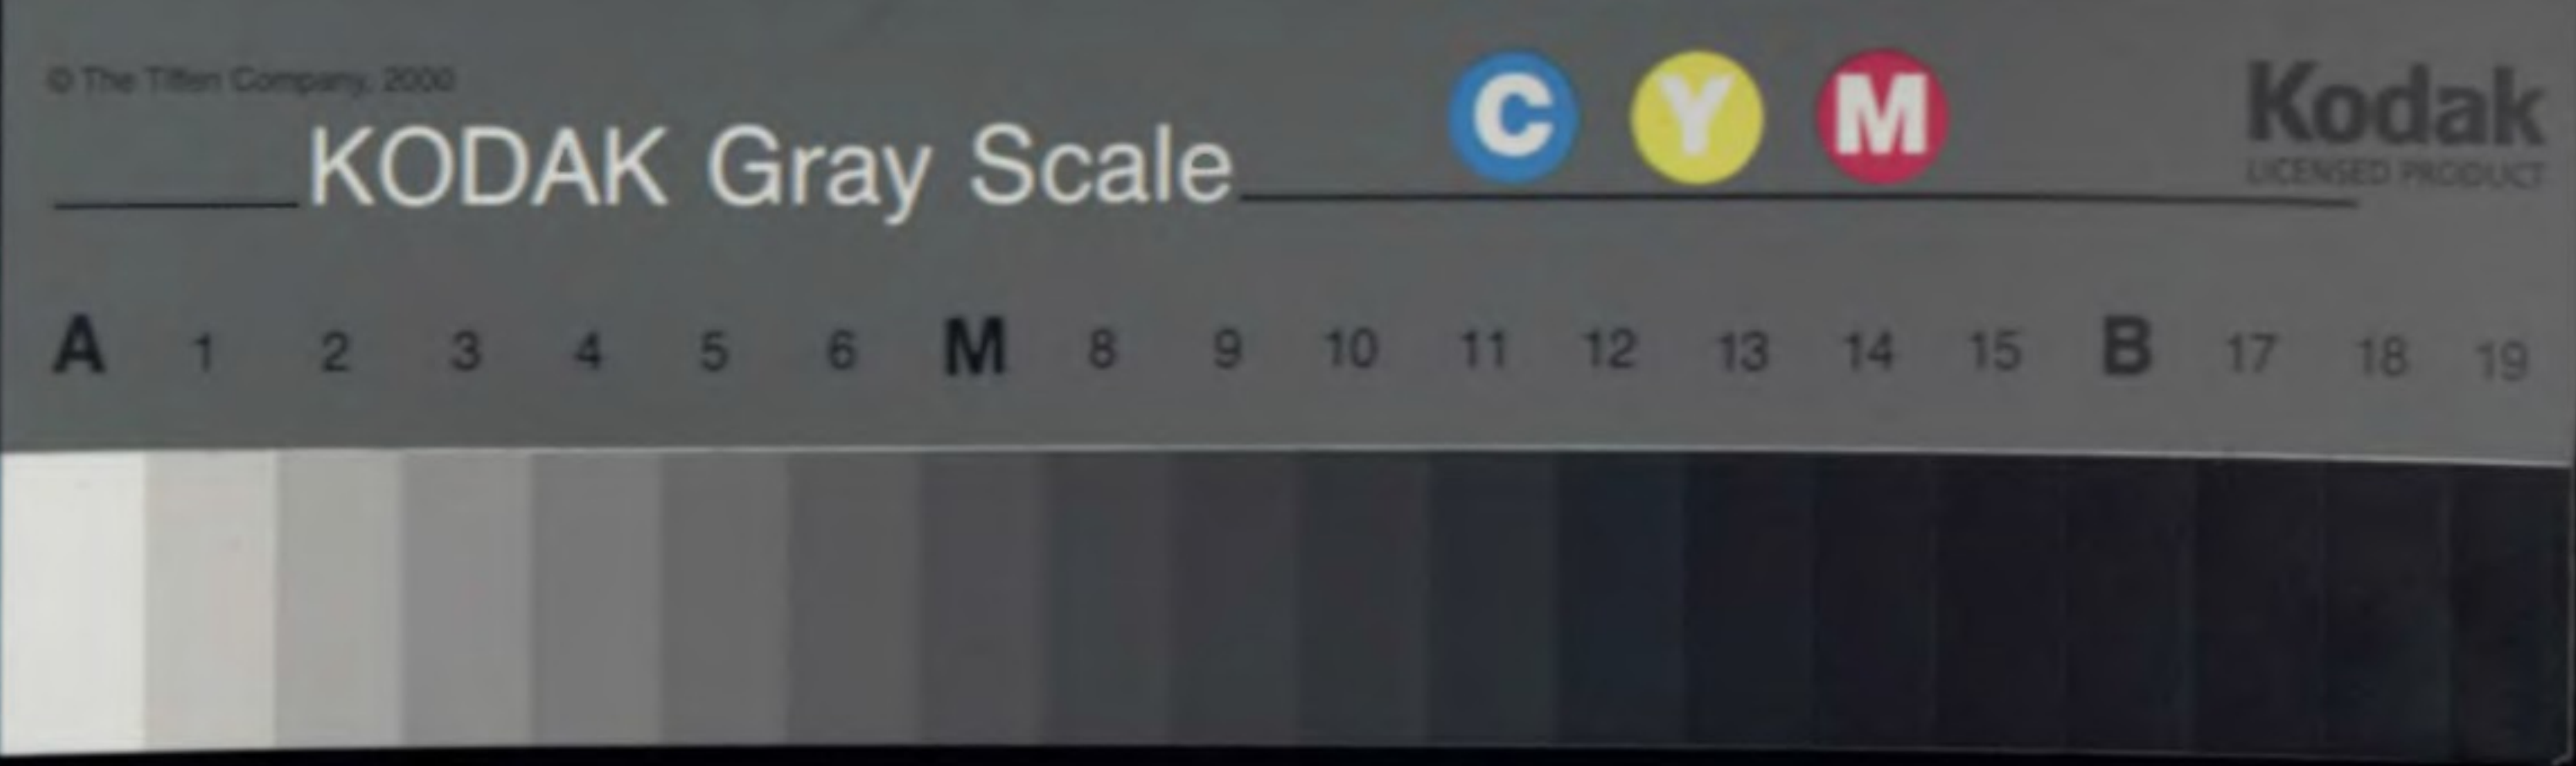 © The Tiffen Company, 2000
KODAK Gray Scale
C Y M
Kodak
LICENSED PRODUCT
A 1 2 3 4 5 6 M 8 9 10 11 12 13 14 15 B 17 18 19